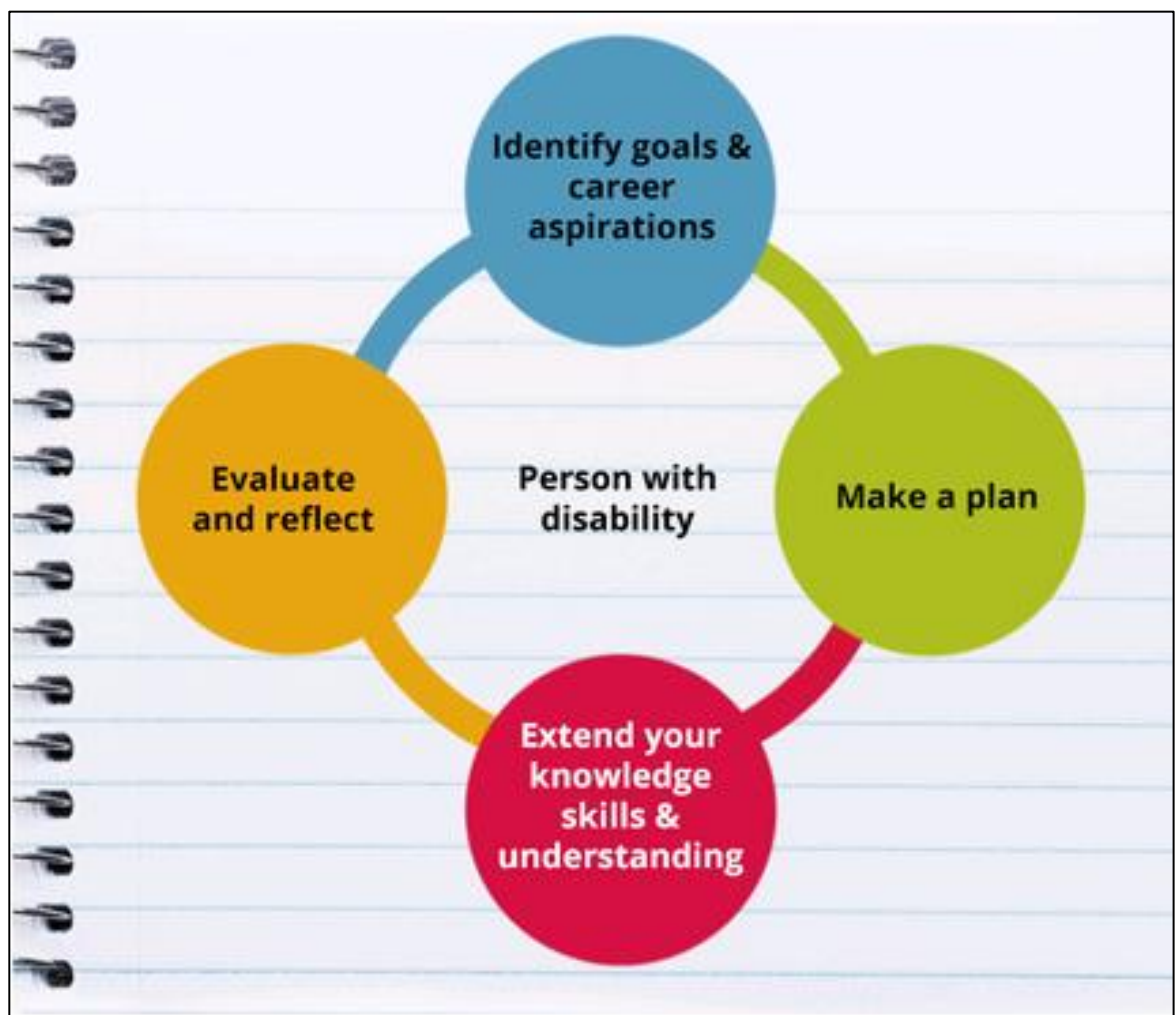 Identify goals &
career
aspirations
Evaluate
and reflect
Person with
disability
Make a plan
Extend your
knowledge
skills &
understanding